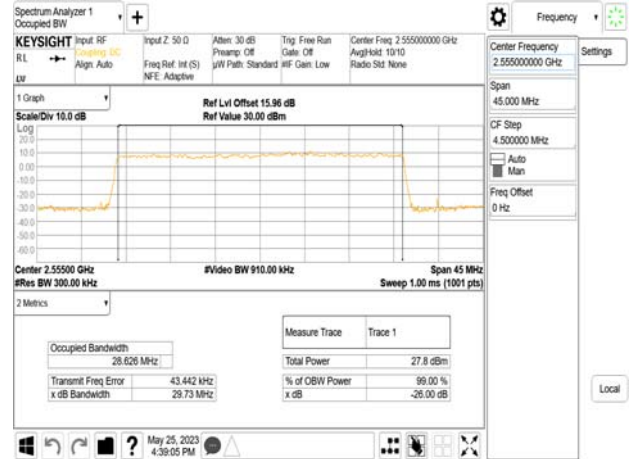 Spectrum Analyzer 1
Occupied BW
Frequency
KEYSIGHT
RL
Input: RF
Coupling: DC
Align: Auto
Input Z: 50 Ω
Freq Ref: Int (S)
NFE: Adaptive
Atten: 30 dB
Preamp: Off
µW Path: Standard
Trig: Free Run
Gate: Off
#IF Gain: Low
Center Freq: 2.555000000 GHz
Avg|Hold: 10/10
Radio Std: None
Center Frequency
2.555000000 GHz
Settings
Span
45.000 MHz
CF Step
4.500000 MHz
Auto
Man
Freq Offset
0 Hz
Local
1 Graph
Scale/Div 10.0 dB
Ref Lvl Offset 15.96 dB
Ref Value 30.00 dBm
Log
20.0
10.0
0.00
-10.0
-20.0
-30.0
-40.0
-50.0
-60.0
Center 2.55500 GHz
#Res BW 300.00 kHz
#Video BW 910.00 kHz
Span 45 MHz
Sweep 1.00 ms (1001 pts)
2 Metrics
Measure Trace
Trace 1
Occupied Bandwidth
28.626 MHz
Total Power
27.8 dBm
Transmit Freq Error
43.442 kHz
% of OBW Power
99.00 %
x dB Bandwidth
29.73 MHz
x dB
-26.00 dB
May 25, 2023
4:39:05 PM